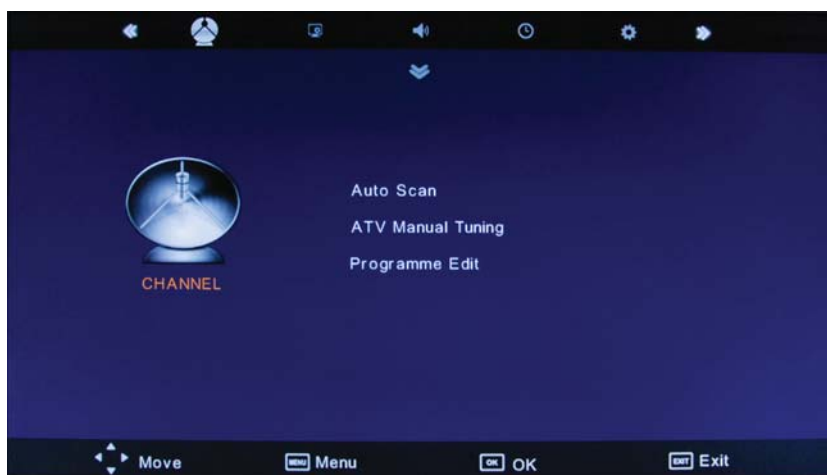 Auto Scan
ATV Manual Tuning
Programme Edit
CHANNEL
Move MENU Menu OK OK EXIT Exit